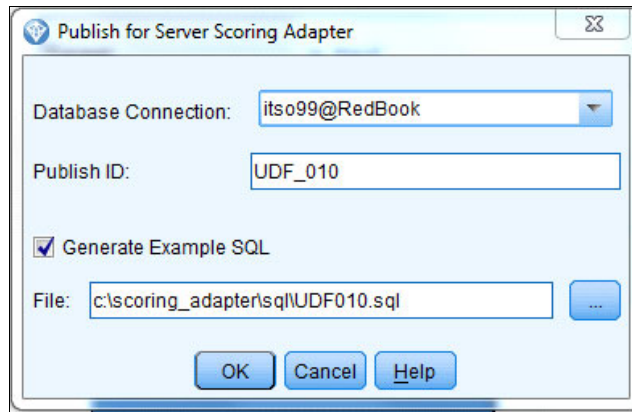 Publish for Server Scoring Adapter
Database Connection: itso99@RedBook
Publish ID: UDF_010
Generate Example SQL
File: c:\scoring_adapter\sql\UDF010.sql ...
OK Cancel Help